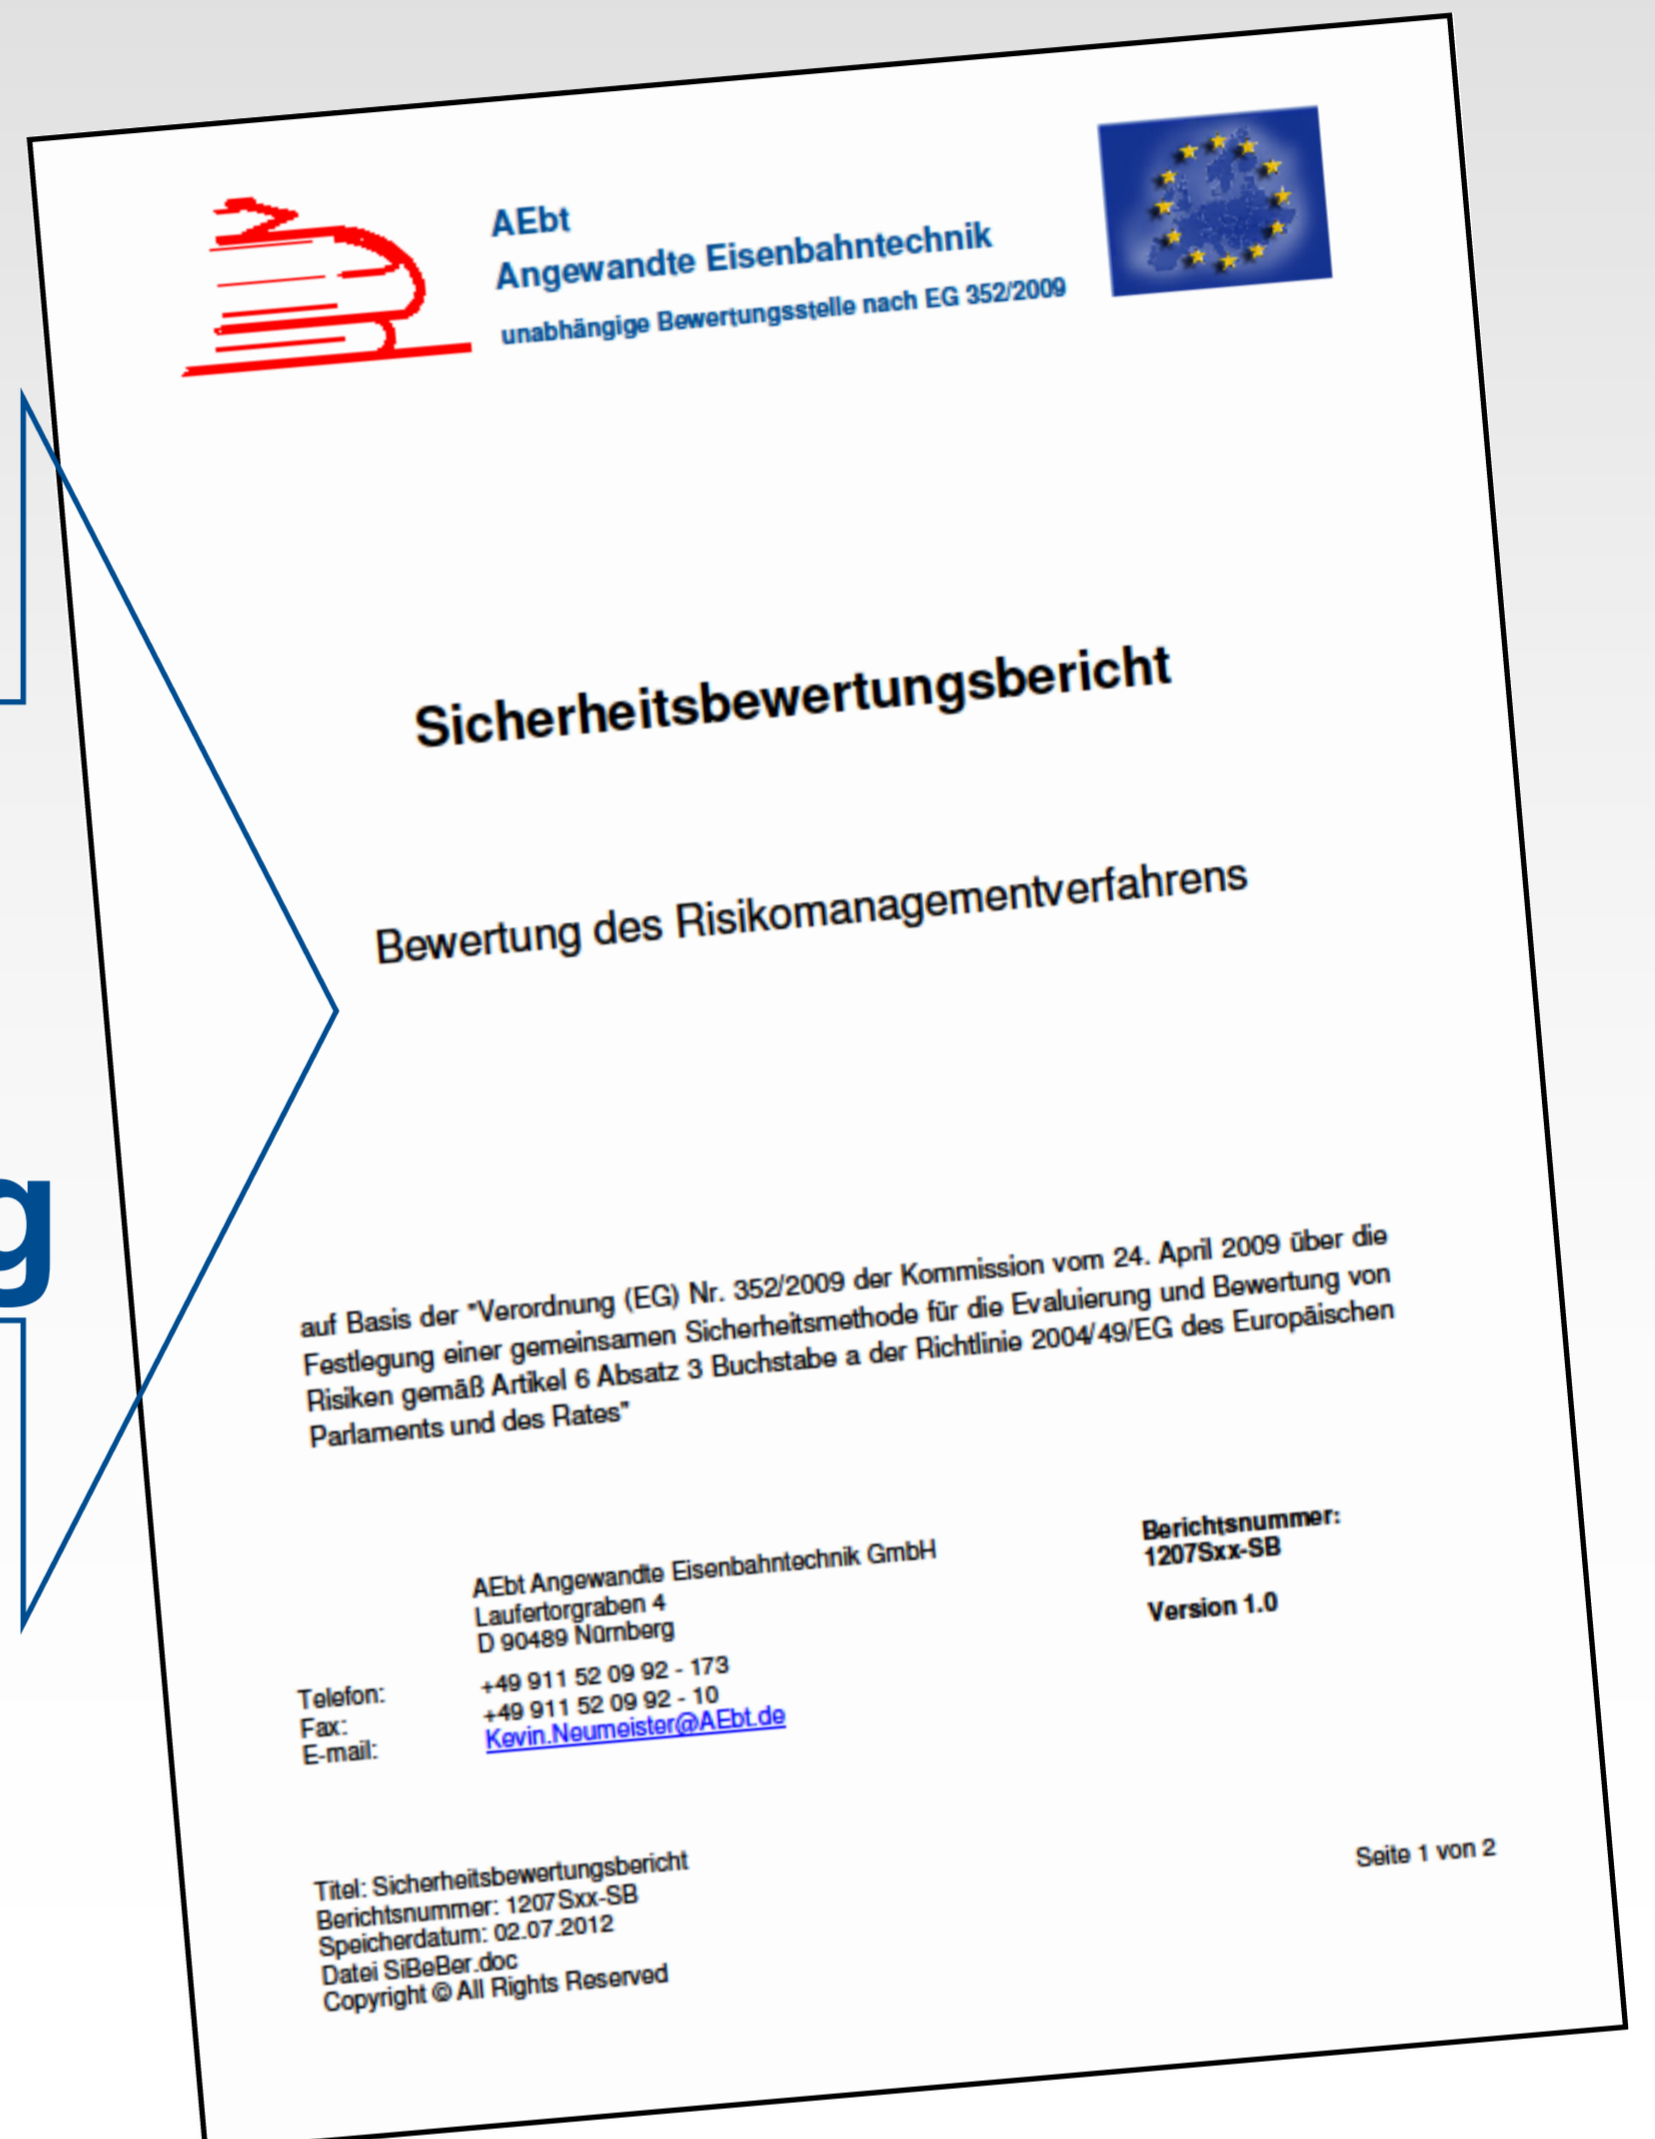 AEbt
Angewandte Eisenbahntechnik
unabhängige Bewertungsstelle nach EG 352/2009
Sicherheitsbewertungsbericht
Bewertung des Risikomanagementverfahrens
g
auf Basis der "Verordnung (EG) Nr. 352/2009 der Kommission vom 24. April 2009 über die
Festlegung einer gemeinsamen Sicherheitsmethode für die Evaluierung und Bewertung von
Risiken gemäß Artikel 6 Absatz 3 Buchstabe a der Richtlinie 2004/49/EG des Europäischen
Parlaments und des Rates"
AEbt Angewandte Eisenbahntechnik GmbH
Laufertorgraben 4
D 90489 Nürnberg
Berichtsnummer:
1207Sxx-SB
Version 1.0
Telefon: +49 911 52 09 92 - 173
Fax: +49 911 52 09 92 - 10
E-mail: Kevin.Neumeister@AEbt.de
Titel: Sicherheitsbewertungsbericht
Berichtsnummer: 1207Sxx-SB
Speicherdatum: 02.07.2012
Datei SiBeBer.doc
Copyright © All Rights Reserved
Seite 1 von 2